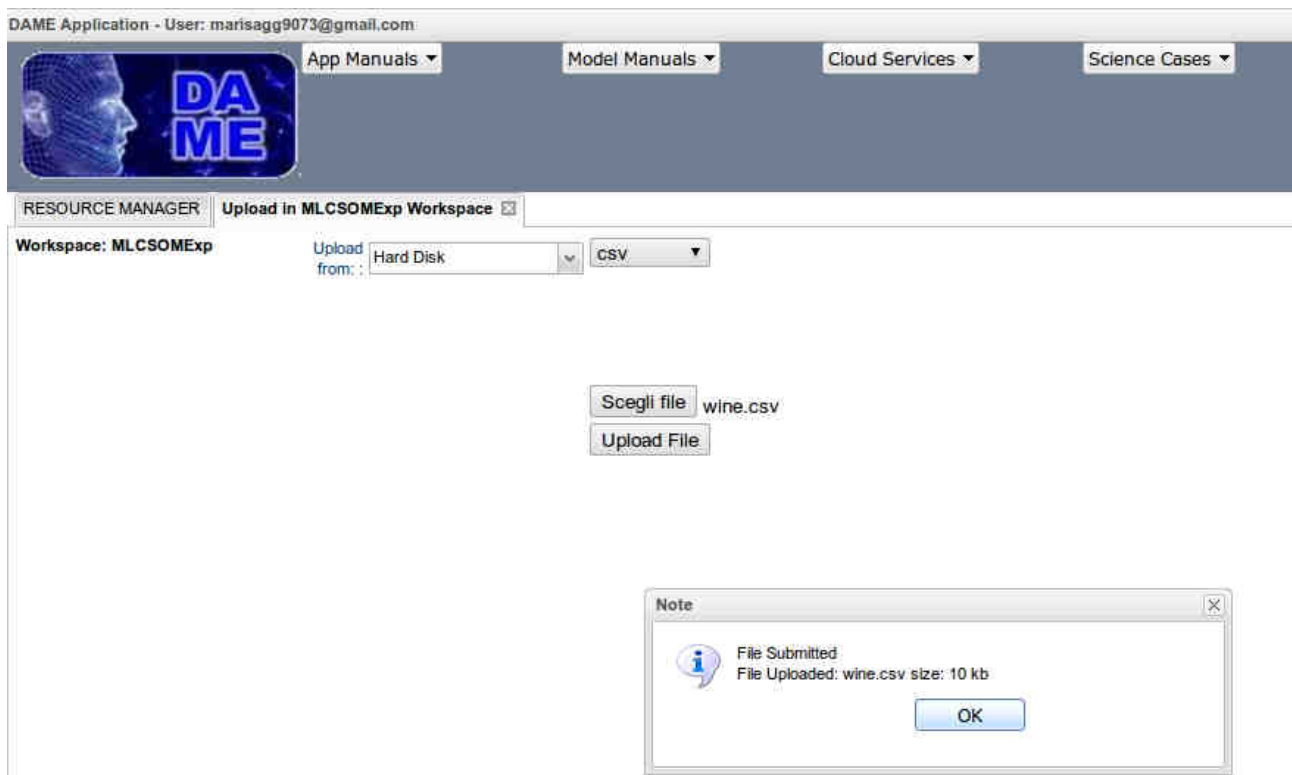 DAME Application - User: marisagg9073@gmail.com
App Manuals Model Manuals Cloud Services Science Cases
DA
ME
RESOURCE MANAGER Upload in MLCSOMExp Workspace
Workspace: MLCSOMExp
Upload from: : Hard Disk csv
Scegli file wine.csv
Upload File
Note
File Submitted
File Uploaded: wine.csv size: 10 kb
OK